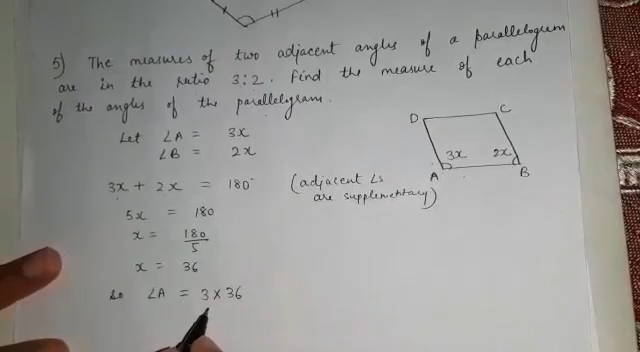 5) The measures of two adjacent angles of a parallelogram
are in the ratio 3:2. Find the measure of each
of the angles of the parallelgram.
Let ∠A = 3x
∠B = 2x
3x + 2x = 180° (adjacent ∠s
are supplementary)
5x = 180
x = 180/5
x = 36
So ∠A = 3 x 36
D C
3x 2x
A B